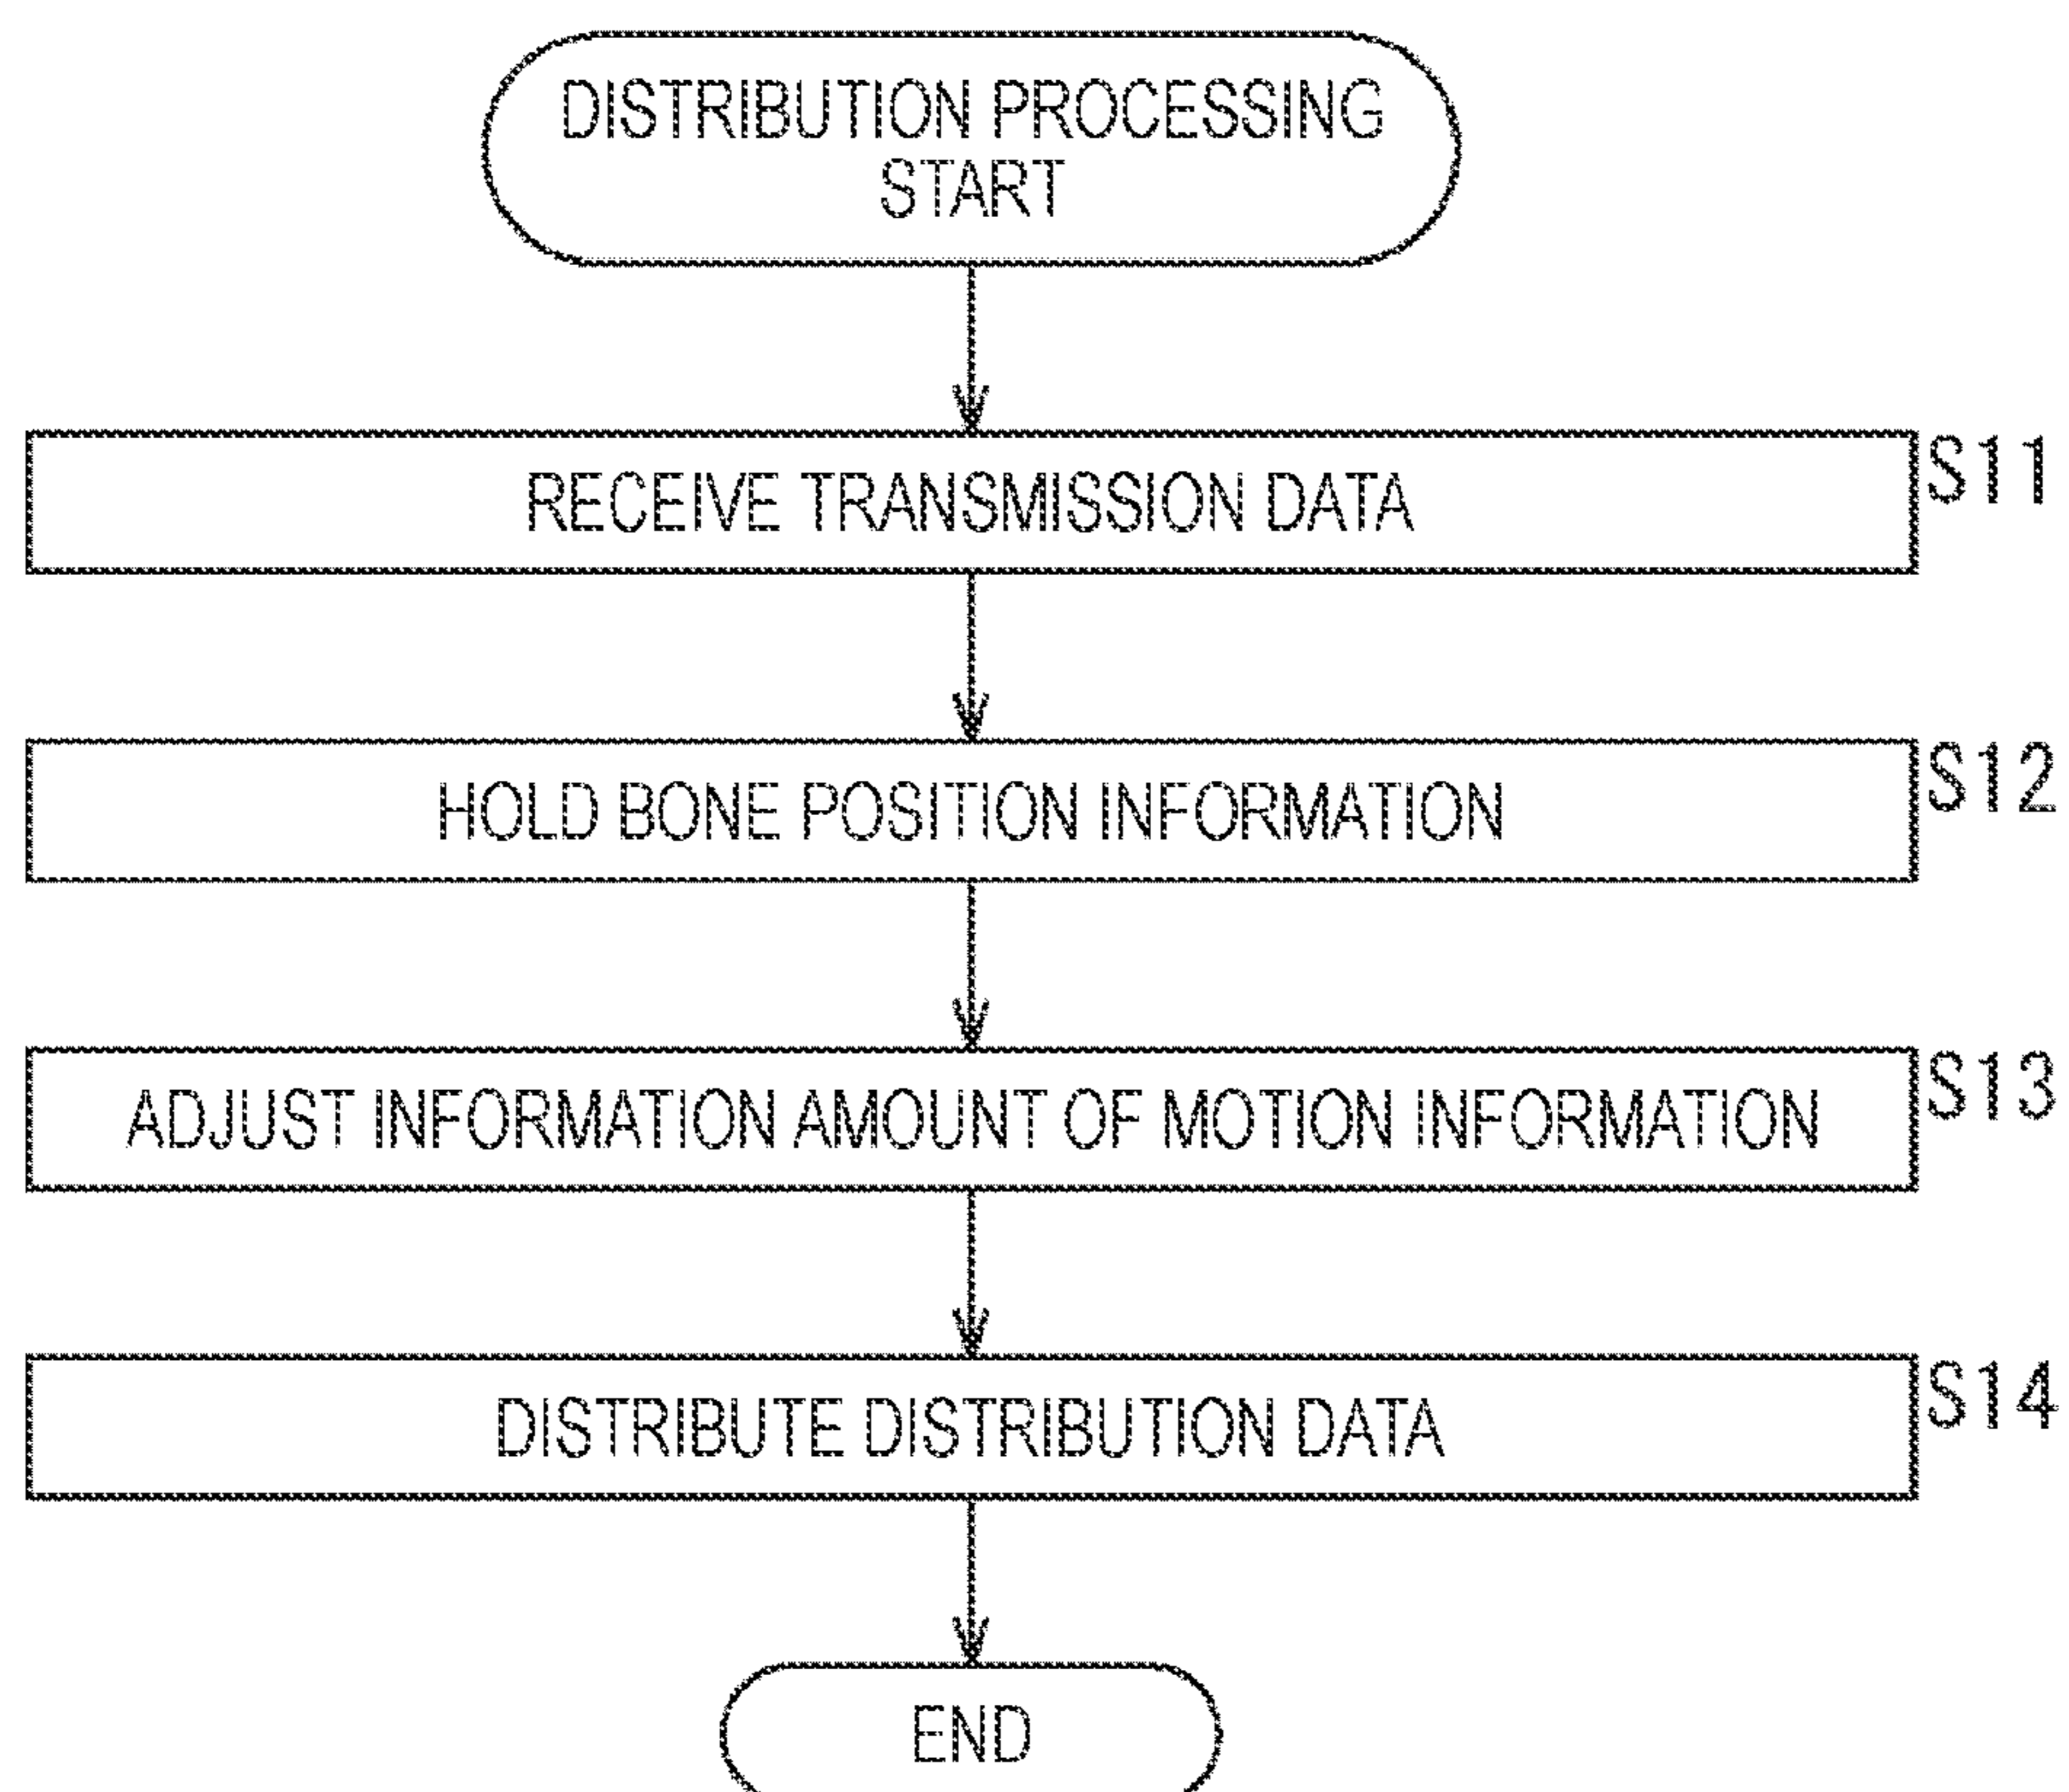 DISTRIBUTION PROCESSING
START
RECEIVE TRANSMISSION DATA
S11
HOLD BONE POSITION INFORMATION
S12
ADJUST INFORMATION AMOUNT OF MOTION INFORMATION
S13
DISTRIBUTE DISTRIBUTION DATA
S14
END